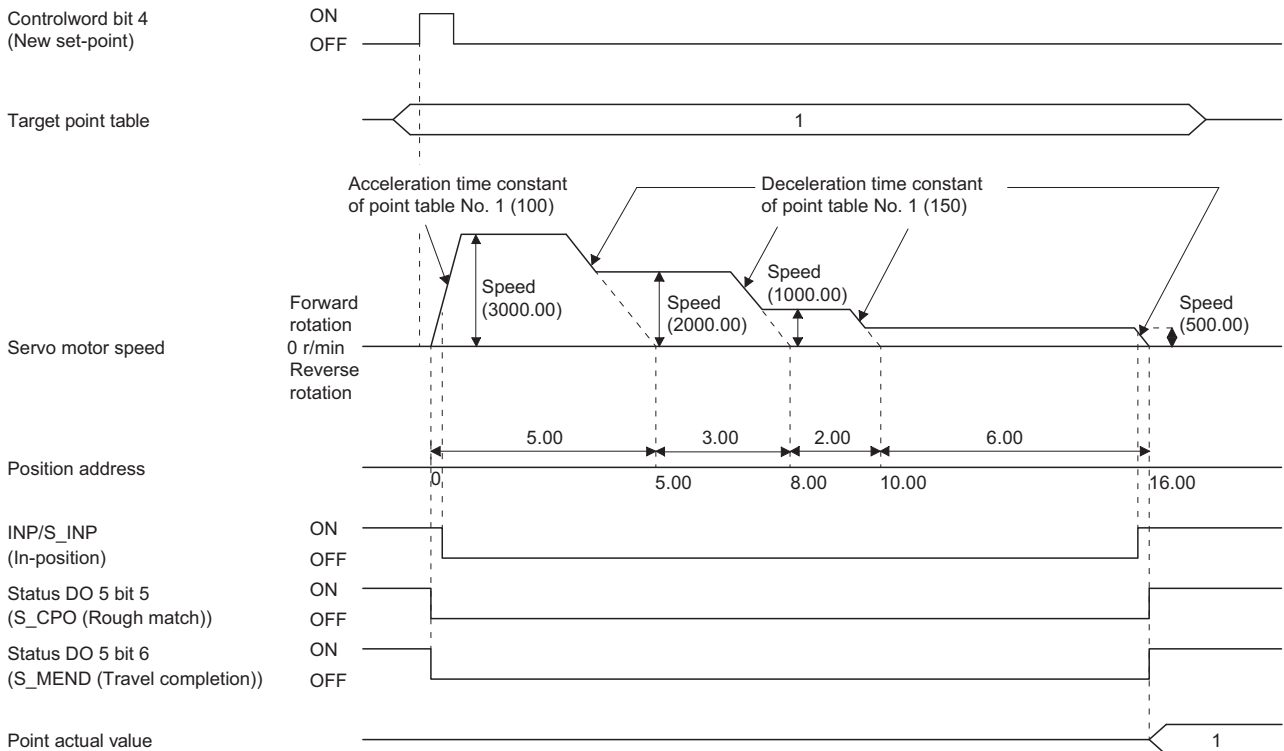 Controlword bit 4
(New set-point)
ON
OFF
Target point table
1
Acceleration time constant
of point table No. 1 (100)
Deceleration time constant
of point table No. 1 (150)
Servo motor speed
Forward
rotation
0 r/min
Reverse
rotation
Speed
(3000.00)
Speed
(2000.00)
Speed
(1000.00)
Speed
(500.00)
5.00
3.00
2.00
6.00
Position address
0
5.00
8.00
10.00
16.00
INP/S_INP
(In-position)
ON
OFF
Status DO 5 bit 5
(S_CPO (Rough match))
ON
OFF
Status DO 5 bit 6
(S_MEND (Travel completion))
ON
OFF
Point actual value
1